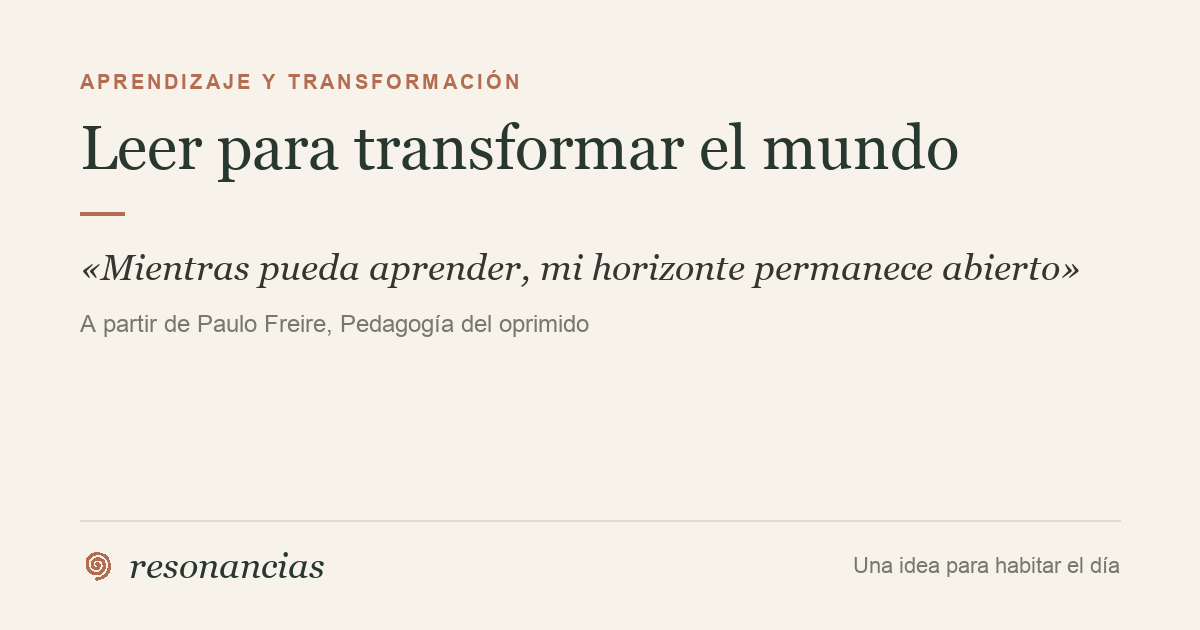 APRENDIZAJE Y TRANSFORMACIÓN
Leer para transformar el mundo
«Mientras pueda aprender, mi horizonte permanece abierto»
A partir de Paulo Freire, Pedagogía del oprimido
resonancias
Una idea para habitar el día